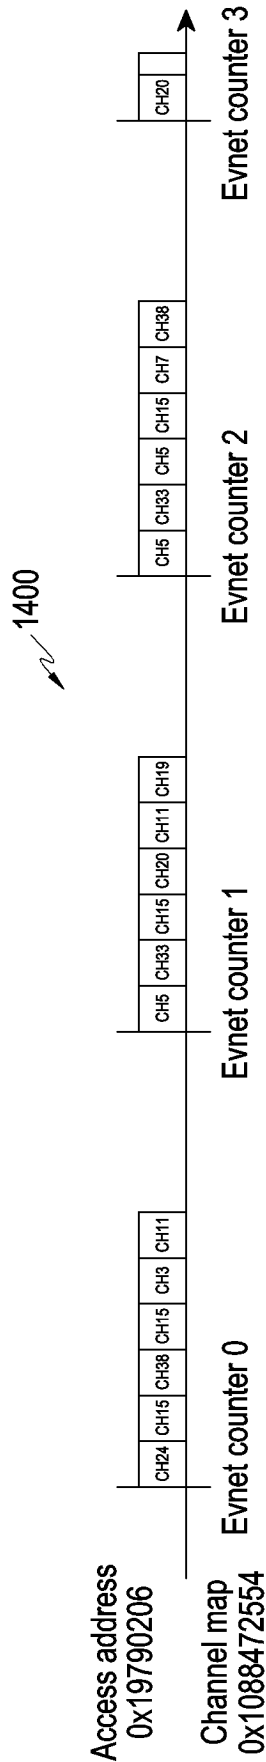 1400
Access address
0x19790206
CH24 CH15 CH38 CH15 CH3 CH11
CH5 CH33 CH15 CH20 CH11 CH19
CH5 CH33 CH5 CH15 CH7 CH38
CH20
Channel map
0x1088472554
Evnet counter 0
Evnet counter 1
Evnet counter 2
Evnet counter 3